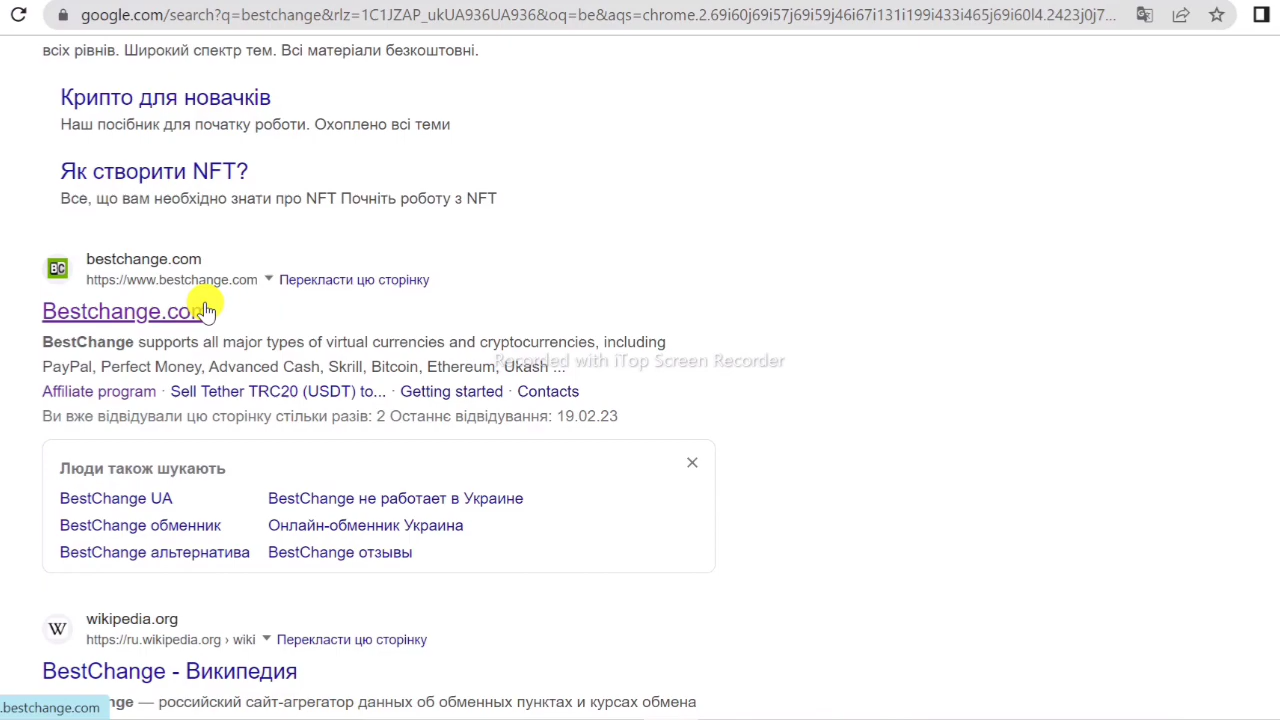 google.com/search?q=bestchange&rlz=1C1JZAP_ukUA936UA936&oq=be&aqs=chrome.2.69i60j69i57j69i59j46i67i131i199i433i465j69i60l4.2423j0j7...
всіх рівнів. Широкий спектр тем. Всі матеріали безкоштовні.
Крипто для новачків
Наш посібник для початку роботи. Охоплено всі теми
Як створити NFT?
Все, що вам необхідно знати про NFT Почніть роботу з NFT
BC
bestchange.com
https://www.bestchange.com Перекласти цю сторінку
Bestchange.com
BestChange supports all major types of virtual currencies and cryptocurrencies, including
PayPal, Perfect Money, Advanced Cash, Skrill, Bitcoin, Ethereum, Ukash ...
Recorded with iTop Screen Recorder
Affiliate program · Sell Tether TRC20 (USDT) to... · Getting started · Contacts
Ви вже відвідували цю сторінку стільки разів: 2 Останнє відвідування: 19.02.23
Люди також шукають
BestChange UA BestChange не работает в Украине
BestChange обменник Онлайн-обменник Украина
BestChange альтернатива BestChange отзывы
W
wikipedia.org
https://ru.wikipedia.org › wiki Перекласти цю сторінку
BestChange - Википедия
nge — российский сайт-агрегатор данных об обменных пунктах и курсах обмена
.bestchange.com